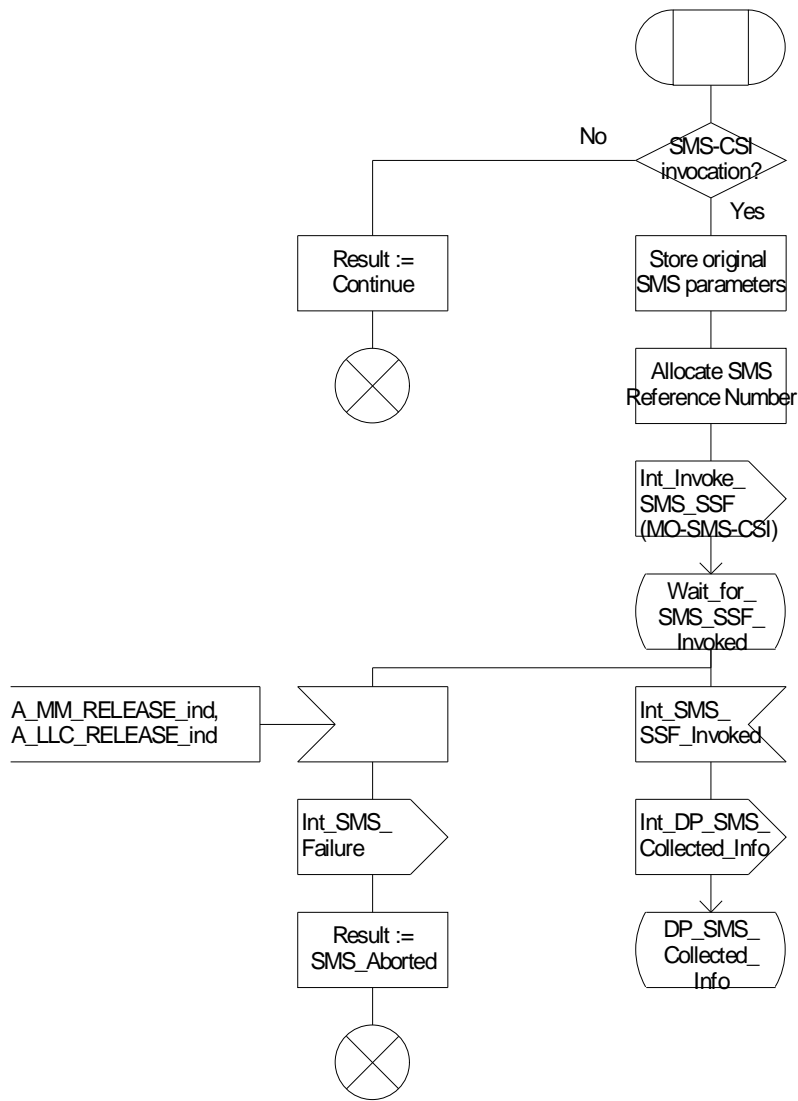 No
SMS-CSI
invocation?
Yes
Result :=
Continue
Store original
SMS parameters
Allocate SMS
Reference Number
Int_Invoke_
SMS_SSF
(MO-SMS-CSI)
Wait_for_
SMS_SSF_
Invoked
A_MM_RELEASE_ind,
A_LLC_RELEASE_ind
Int_SMS_
SSF_Invoked
Int_SMS_
Failure
Int_DP_SMS_
Collected_Info
Result :=
SMS_Aborted
DP_SMS_
Collected_
Info